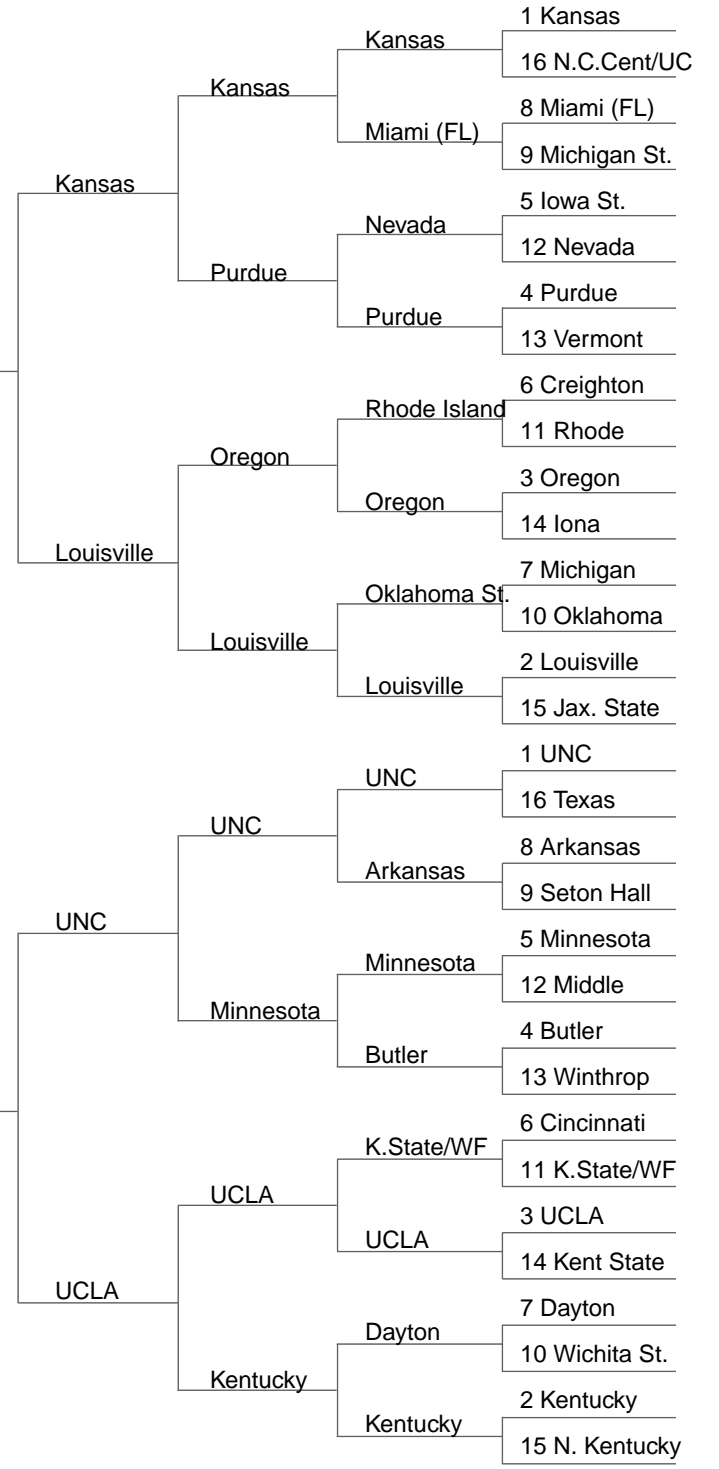 1 Kansas
Kansas
16 N.C.Cent/UC
Kansas
8 Miami (FL)
Miami (FL)
9 Michigan St.
Kansas
5 Iowa St.
Nevada
12 Nevada
Purdue
4 Purdue
Purdue
13 Vermont
6 Creighton
Rhode Island
11 Rhode
Oregon
3 Oregon
Oregon
14 Iona
Louisville
7 Michigan
Oklahoma St.
10 Oklahoma
Louisville
2 Louisville
Louisville
15 Jax. State
1 UNC
UNC
16 Texas
UNC
8 Arkansas
Arkansas
9 Seton Hall
UNC
5 Minnesota
Minnesota
12 Middle
Minnesota
4 Butler
Butler
13 Winthrop
6 Cincinnati
K.State/WF
11 K.State/WF
UCLA
3 UCLA
UCLA
14 Kent State
UCLA
7 Dayton
Dayton
10 Wichita St.
Kentucky
2 Kentucky
Kentucky
15 N. Kentucky